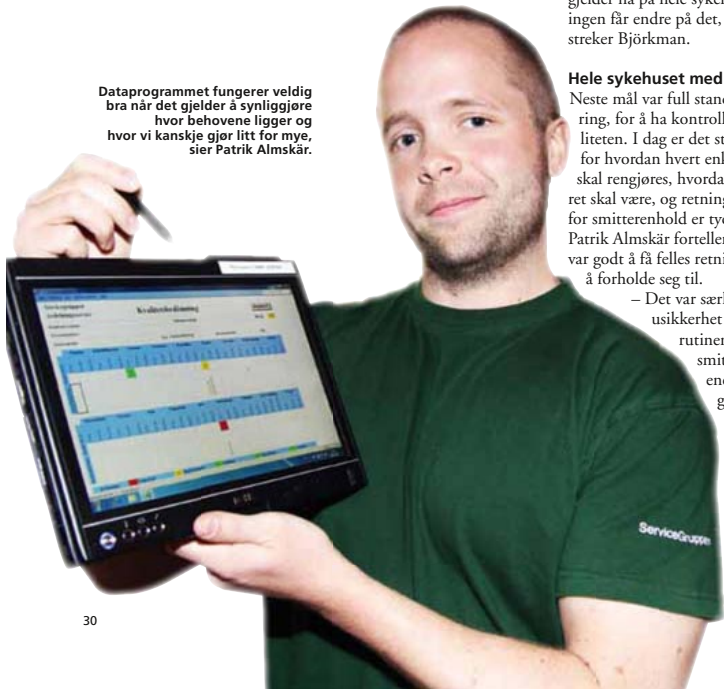 gjelder nå på hele sykeh
ingen får endre på det,
streker Björkman.
Hele sykehuset med
Neste mål var full stand
ring, for å ha kontroll
liteten. I dag er det st
for hvordan hvert enk
skal rengjøres, hvorda
ret skal være, og retning
for smitterenhold er tyd
Patrik Almskär forteller
var godt å få felles retni
å forholde seg til.
– Det var særl
usikkerhet
rutiner
smit
end
g
Dataprogrammet fungerer veldig
bra når det gjelder å synliggjøre
hvor behovene ligger og
hvor vi kanskje gjør litt for mye,
sier Patrik Almskär.
Kvalitetsbedömning
ServiceGruppen
30